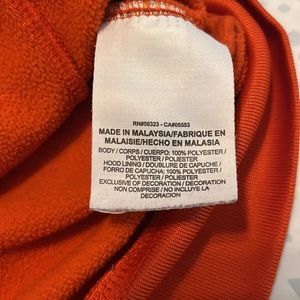 RN#56323 - CA#05553
MADE IN MALAYSIA/FABRIQUE EN
MALAISIE/HECHO EN MALASIA
BODY / CORPS / CUERPO: 100% POLYESTER /
POLYESTER / POLIESTER
HOOD LINING / DOUBLURE DE CAPUCHE /
FORRO DE CAPUCHA: 100% POLYESTER /
POLYESTER / POLIESTER
EXCLUSIVE OF DECORATION / DECORATION
NON COMPRISE / NO INCLUYE LA
DECORACION